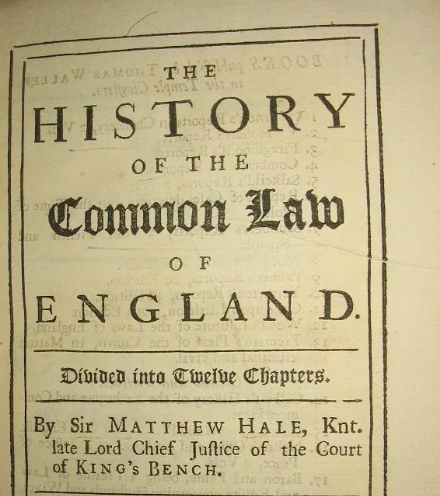 THE
HISTORY
OF THE
Common Law
OF
ENGLAND.
Divided into Twelve Chapters.
By Sir MATTHEW HALE, Knt.
late Lord Chief Juſtice of the Court
of KING'S BENCH.